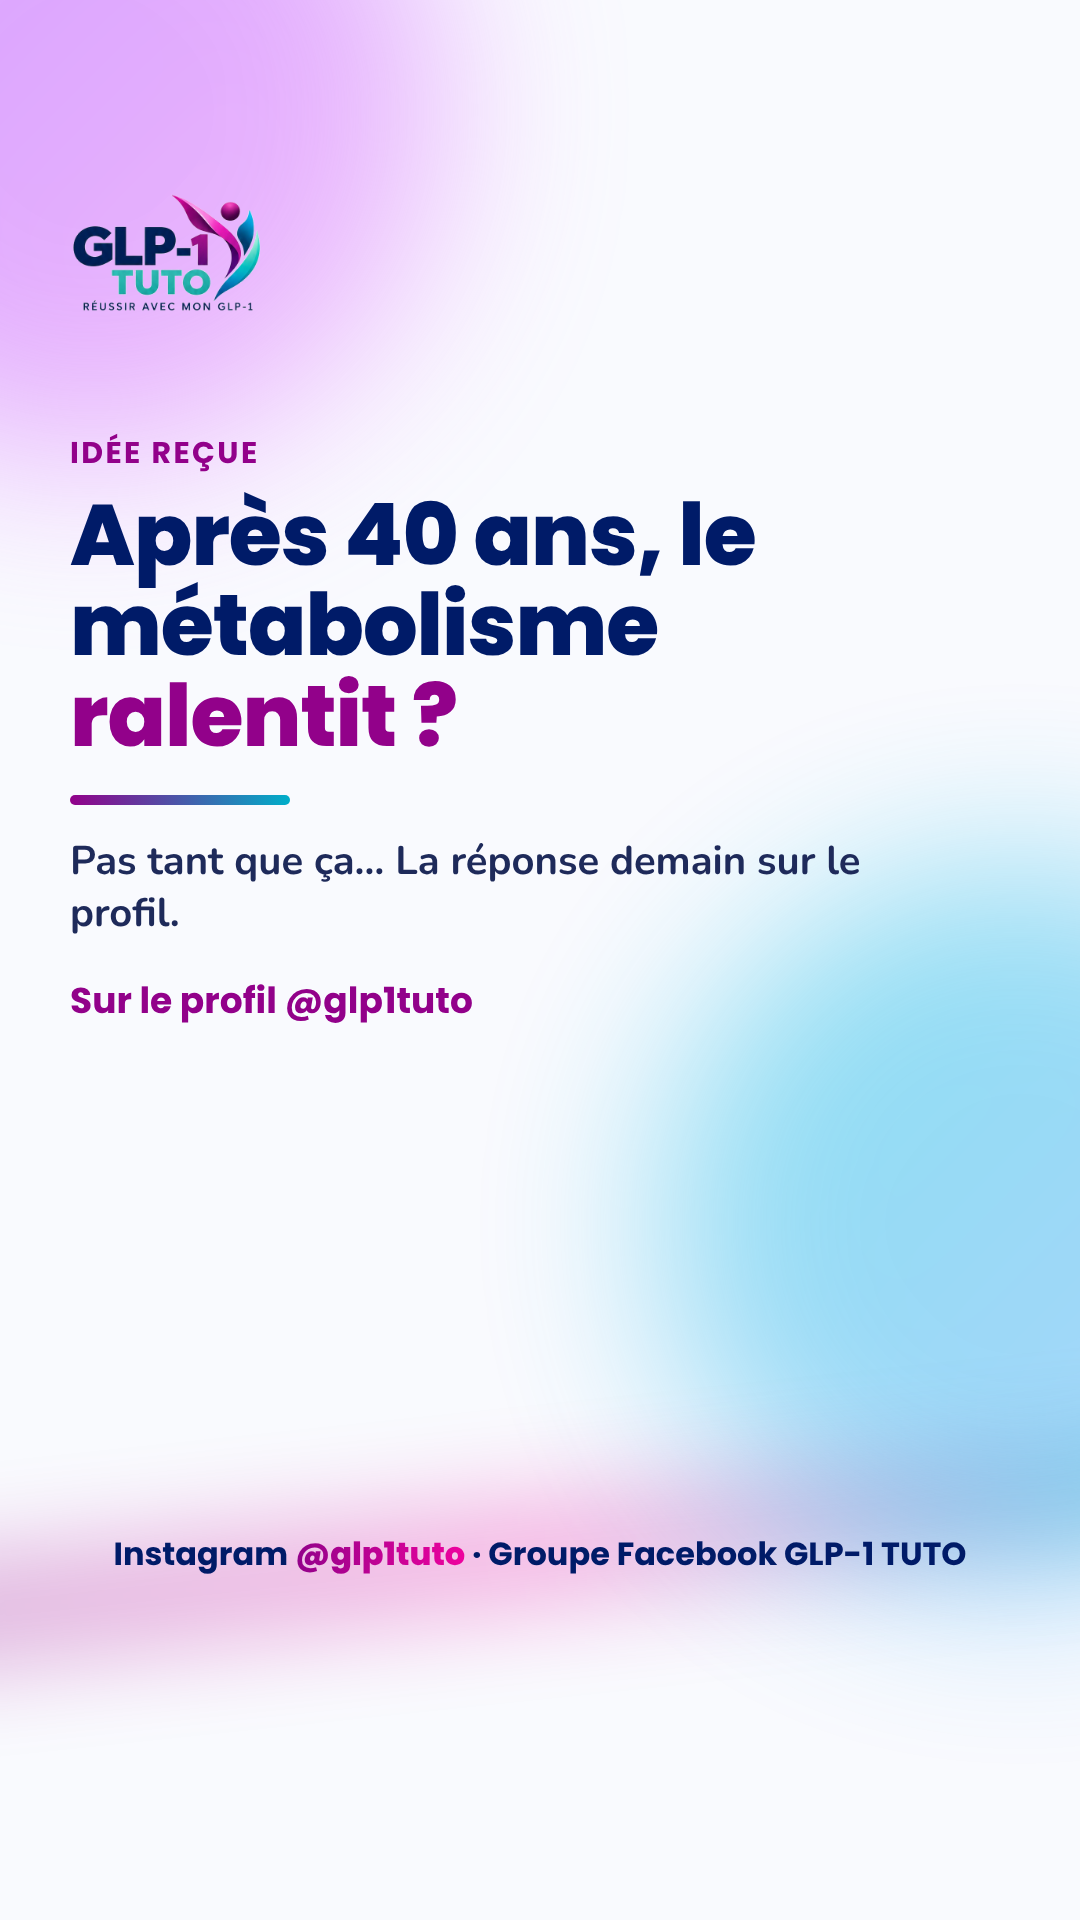 GLP-1
TUTO
RÉUSSIR AVEC MON GLP-1
IDÉE REÇUE
Après 40 ans, le
métabolisme
ralentit ?
Pas tant que ça... La réponse demain sur le
profil.
Sur le profil @glp1tuto
Instagram @glp1tuto · Groupe Facebook GLP-1 TUTO